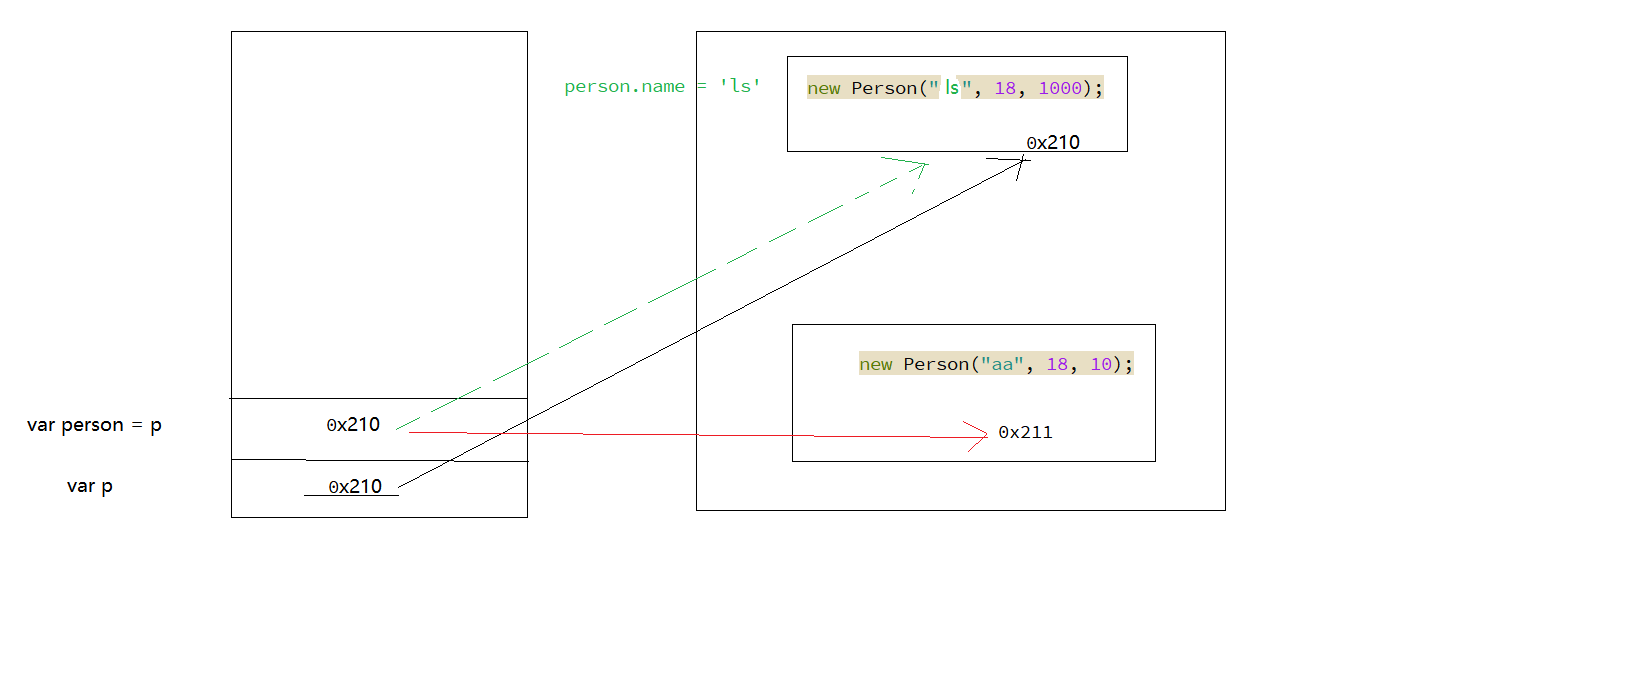 person.name = 'ls'
new Person("ls", 18, 1000);
0x210
new Person("aa", 18, 10);
var person = p
0x210
0x211
var p
0x210